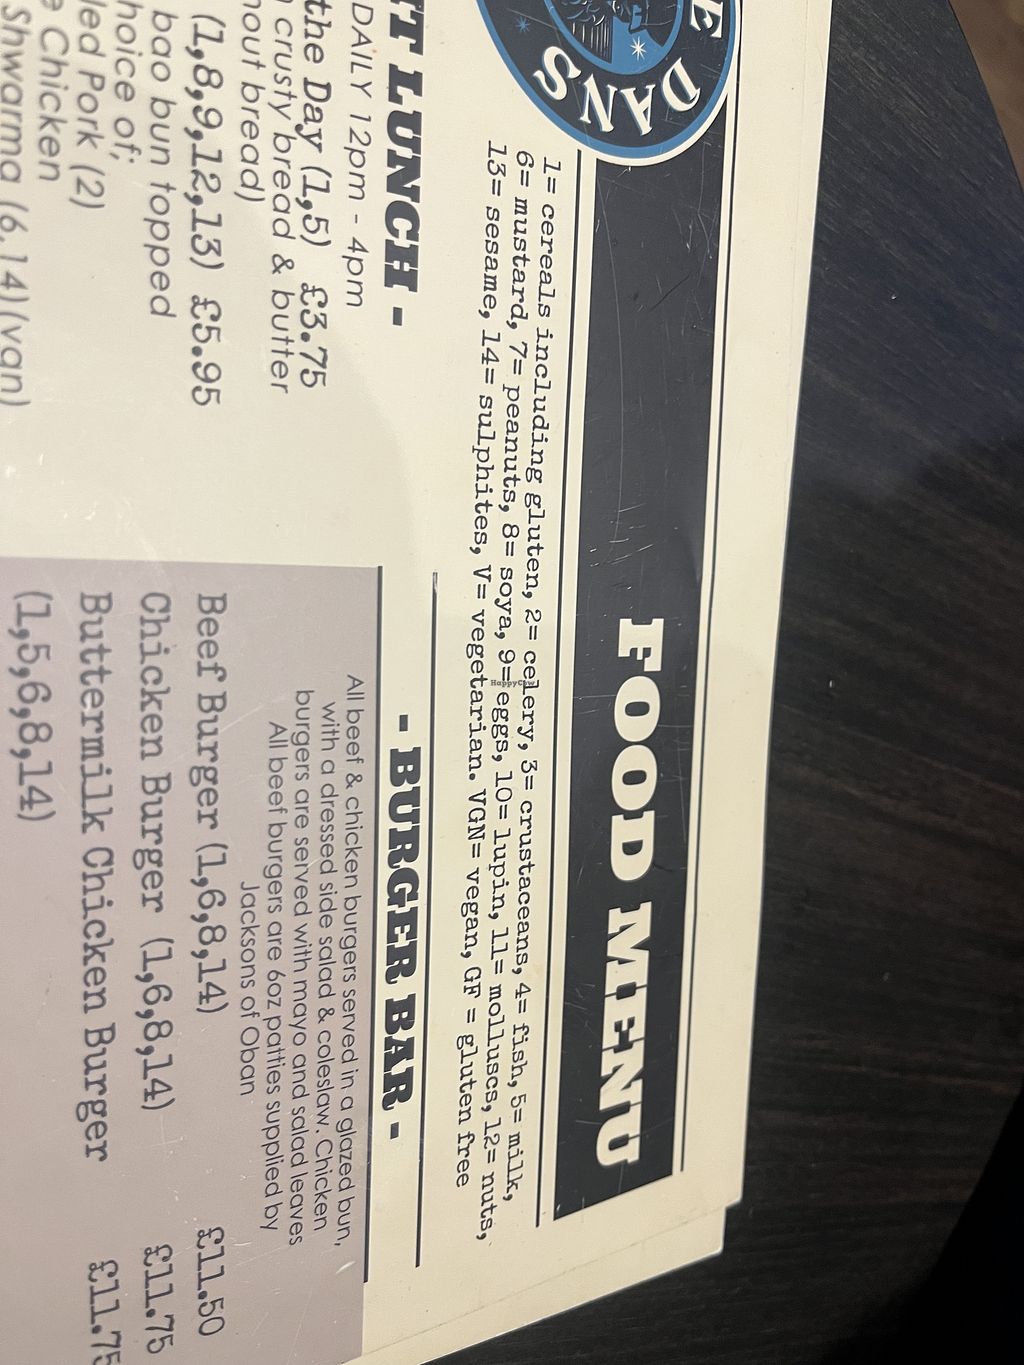 DANS
FOOD MENU
1= cereals including gluten, 2= celery, 3= crustaceans, 4= fish, 5= milk,
6= mustard, 7= peanuts, 8= soya, 9= eggs, 10= lupin, 11= molluscs, 12= nuts,
13= sesame, 14= sulphites, V= vegetarian. VGN= vegan, GF = gluten free
HappyCow
LUNCH -
DAILY 12pm - 4pm
the Day (1,5) £3.75
crusty bread & butter
bread)
(1,8,9,12,13) £5.95
bao bun topped
of;
Pork (2)
Chicken
Shwarma (6,14)(van)
- BURGER BAR -
All beef & chicken burgers served in a glazed bun,
with a dressed side salad & coleslaw. Chicken
burgers are served with mayo and salad leaves
All beef burgers are 6oz patties supplied by
Jacksons of Oban
Beef Burger (1,6,8,14) £11.50
Chicken Burger (1,6,8,14) £11.75
Buttermilk Chicken Burger £11.75
(1,5,6,8,14)